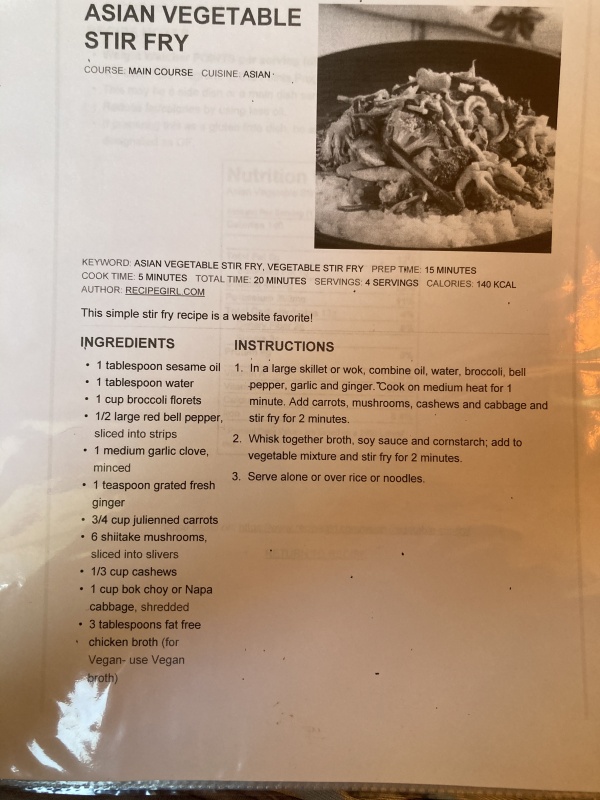 ASIAN VEGETABLE
STIR FRY
COURSE: MAIN COURSE CUISINE: ASIAN
Nutrition
KEYWORD: ASIAN VEGETABLE STIR FRY, VEGETABLE STIR FRY PREP TIME: 15 MINUTES
COOK TIME: 5 MINUTES TOTAL TIME: 20 MINUTES SERVINGS: 4 SERVINGS CALORIES: 140 KCAL
AUTHOR: RECIPEGIRL.COM
This simple stir fry recipe is a website favorite!
INGREDIENTS
• 1 tablespoon sesame oil
• 1 tablespoon water
• 1 cup broccoli florets
• 1/2 large red bell pepper,
sliced into strips
• 1 medium garlic clove,
minced
• 1 teaspoon grated fresh
ginger
• 3/4 cup julienned carrots
• 6 shiitake mushrooms,
sliced into slivers
• 1/3 cup cashews
• 1 cup bok choy or Napa
cabbage, shredded
• 3 tablespoons fat free
chicken broth (for
Vegan- use Vegan
broth)
INSTRUCTIONS
1. In a large skillet or wok, combine oil, water, broccoli, bell
pepper, garlic and ginger. Cook on medium heat for 1
minute. Add carrots, mushrooms, cashews and cabbage and
stir fry for 2 minutes.
2. Whisk together broth, soy sauce and cornstarch; add to
vegetable mixture and stir fry for 2 minutes.
3. Serve alone or over rice or noodles.